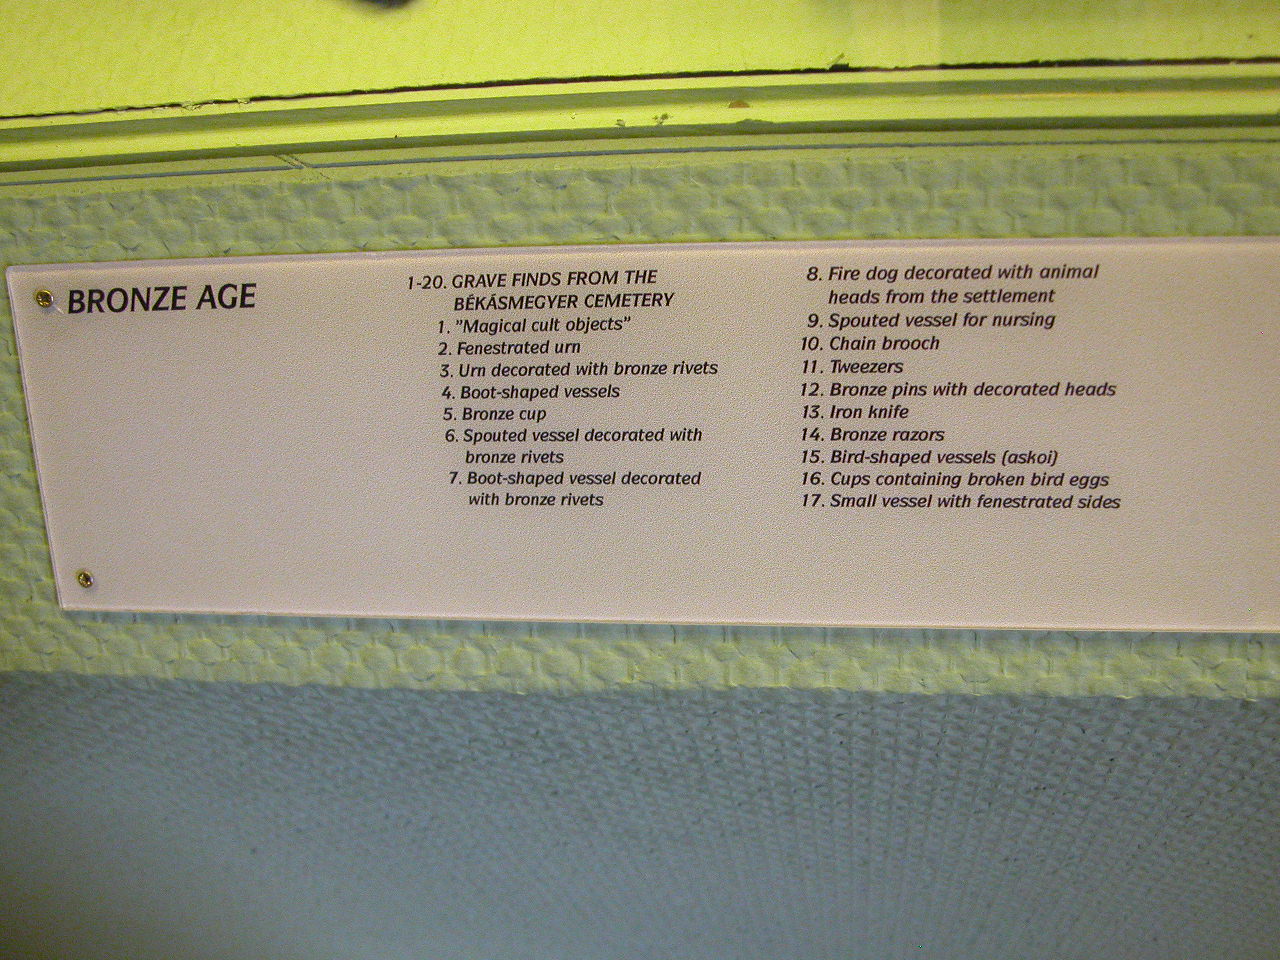 BRONZE AGE
1-20. GRAVE FINDS FROM THE
BÉKÁSMEGYER CEMETERY
1. "Magical cult objects"
2. Fenestrated urn
3. Urn decorated with bronze rivets
4. Boot-shaped vessels
5. Bronze cup
6. Spouted vessel decorated with
bronze rivets
7. Boot-shaped vessel decorated
with bronze rivets
8. Fire dog decorated with animal
heads from the settlement
9. Spouted vessel for nursing
10. Chain brooch
11. Tweezers
12. Bronze pins with decorated heads
13. Iron knife
14. Bronze razors
15. Bird-shaped vessels (askoi)
16. Cups containing broken bird eggs
17. Small vessel with fenestrated sides